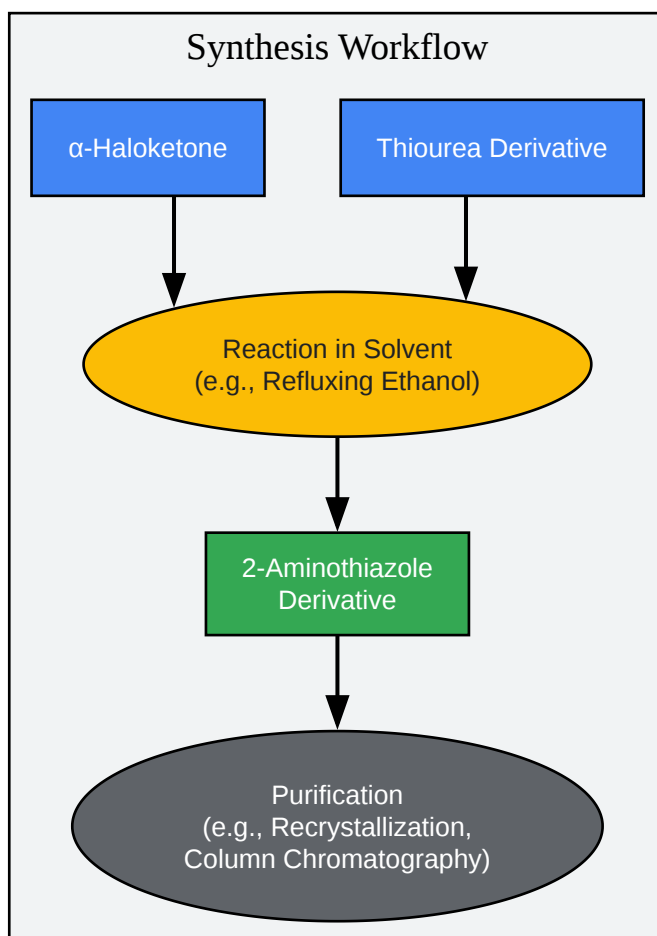 Synthesis Workflow
α-Haloketone
Thiourea Derivative
Reaction in Solvent
(e.g., Refluxing Ethanol)
2-Aminothiazole
Derivative
Purification
(e.g., Recrystallization,
Column Chromatography)